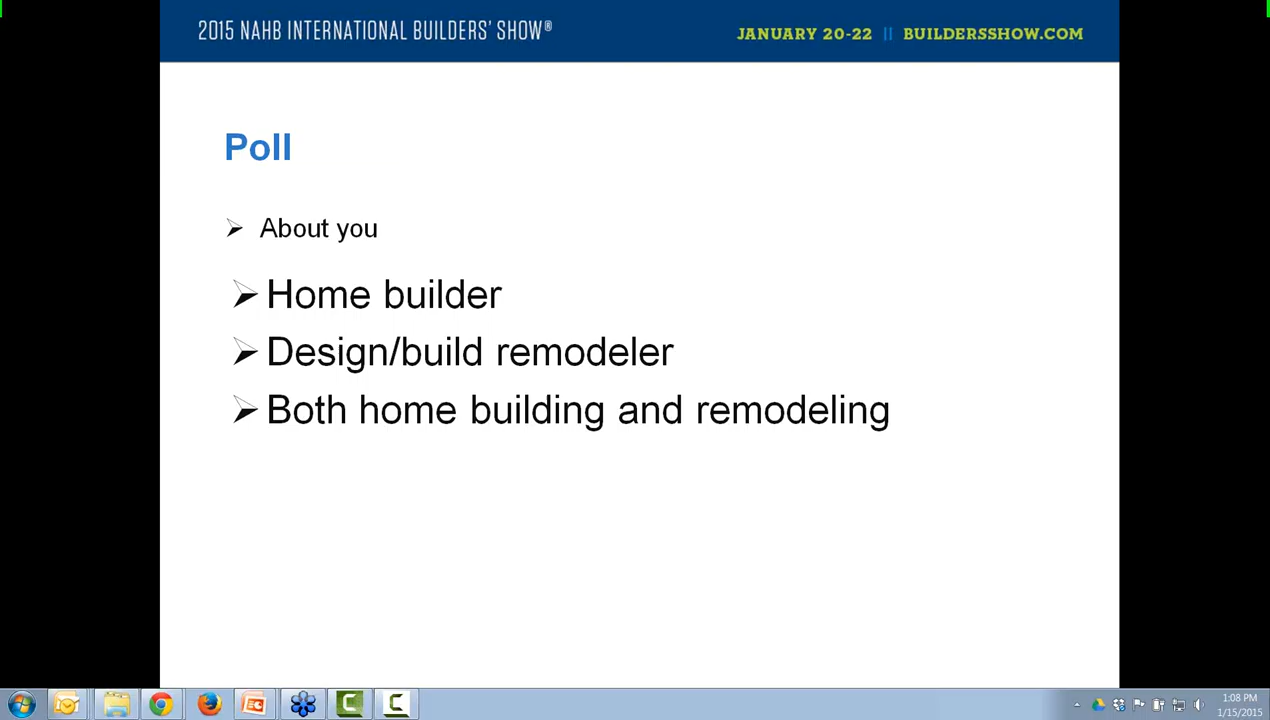 2015 NAHB INTERNATIONAL BUILDERS' SHOW®
JANUARY 20-22 || BUILDERSSHOW.COM
Poll
About you
Home builder
Design/build remodeler
Both home building and remodeling
1:08 PM
1/15/2015